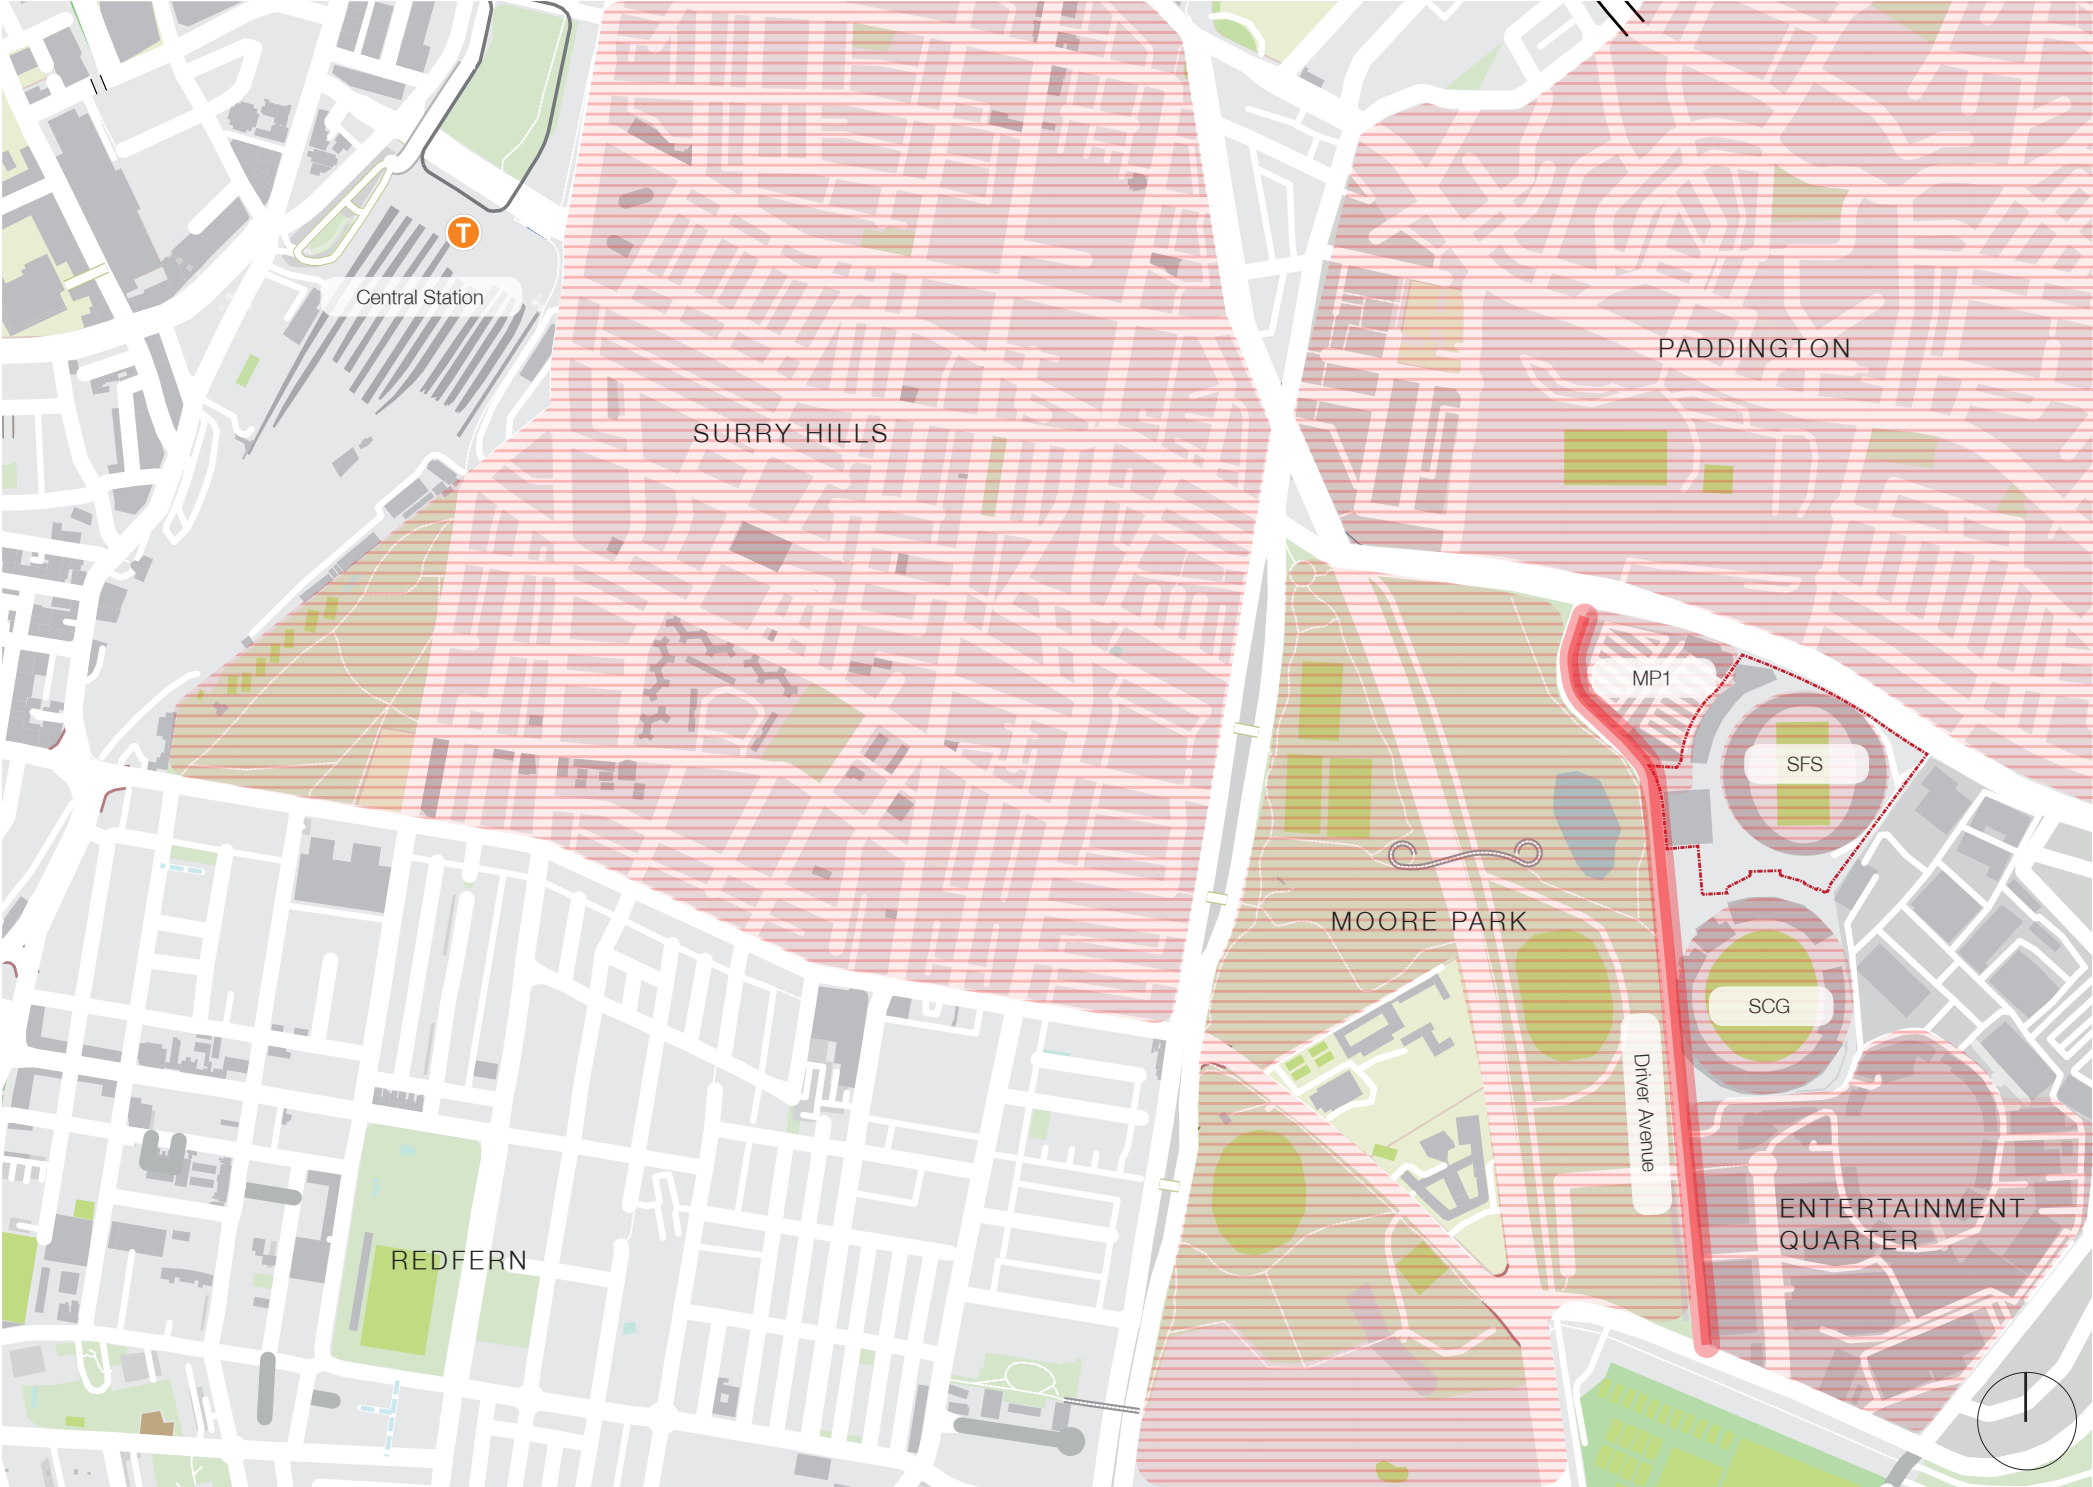 T
Central Station
PADDINGTON
SURRY HILLS
MP1
SFS
MOORE PARK
SCG
Driver Avenue
ENTERTAINMENT
QUARTER
REDFERN